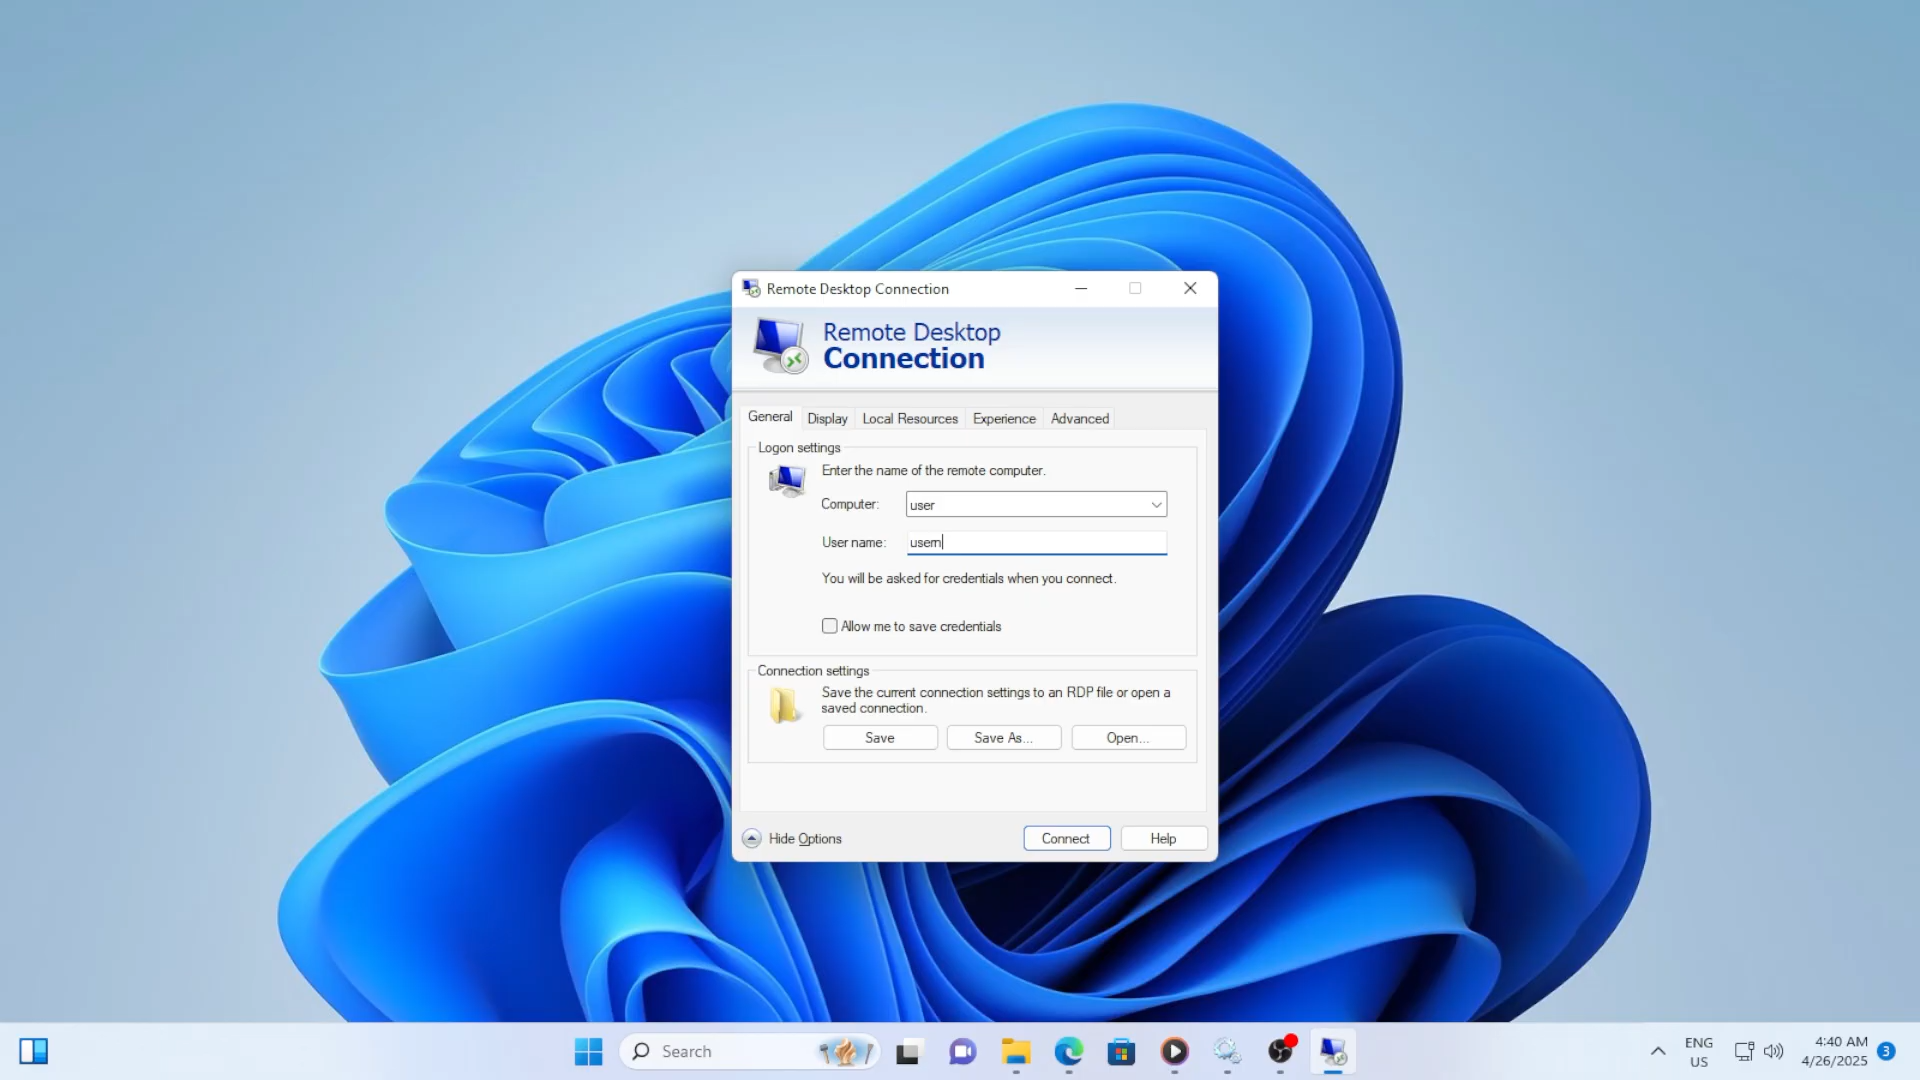 Remote Desktop Connection
Remote Desktop
Connection
General Display Local Resources Experience Advanced
Logon settings
Enter the name of the remote computer.
Computer: user
User name: usern
You will be asked for credentials when you connect.
Allow me to save credentials
Connection settings
Save the current connection settings to an RDP file or open a
saved connection.
Save Save As... Open...
Hide Options Connect Help
Search
ENG
US
4:40 AM
4/26/2025
3